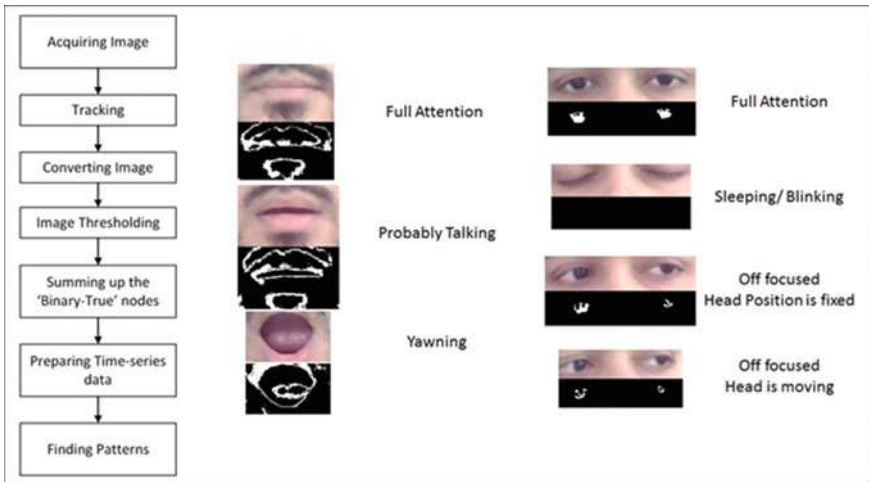 Acquiring Image
Tracking
Converting Image
Image Thresholding
Summing up the
'Binary-True' nodes
Preparing Time-series
data
Finding Patterns
Full Attention
Probably Talking
Yawning
Full Attention
Sleeping/ Blinking
Off focused
Head Position is fixed
Off focused
Head is moving